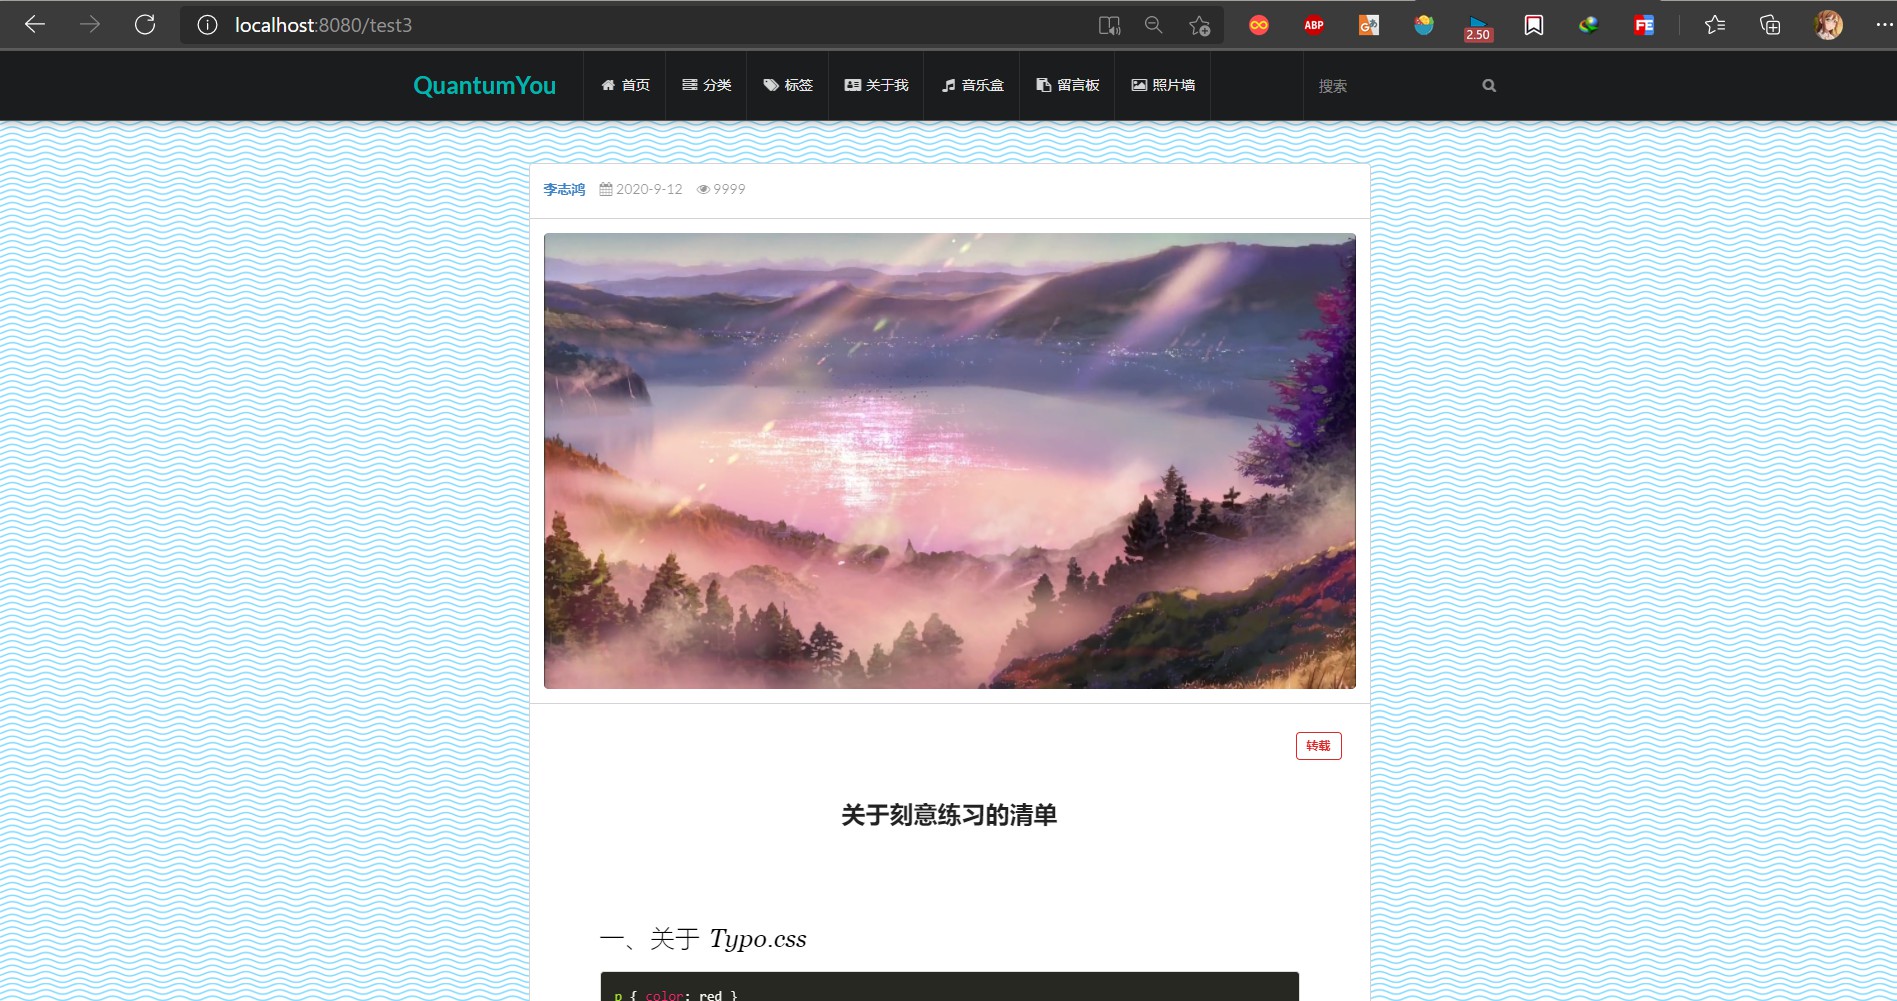 localhost:8080/test3
ABP
2.50
FE
QuantumYou 首页 分类 标签 关于我 音乐盒 留言板 照片墙 搜索
李志鸿 2020-9-12 9999
转载
关于刻意练习的清单
一、关于 Typo.css
p { color: red }